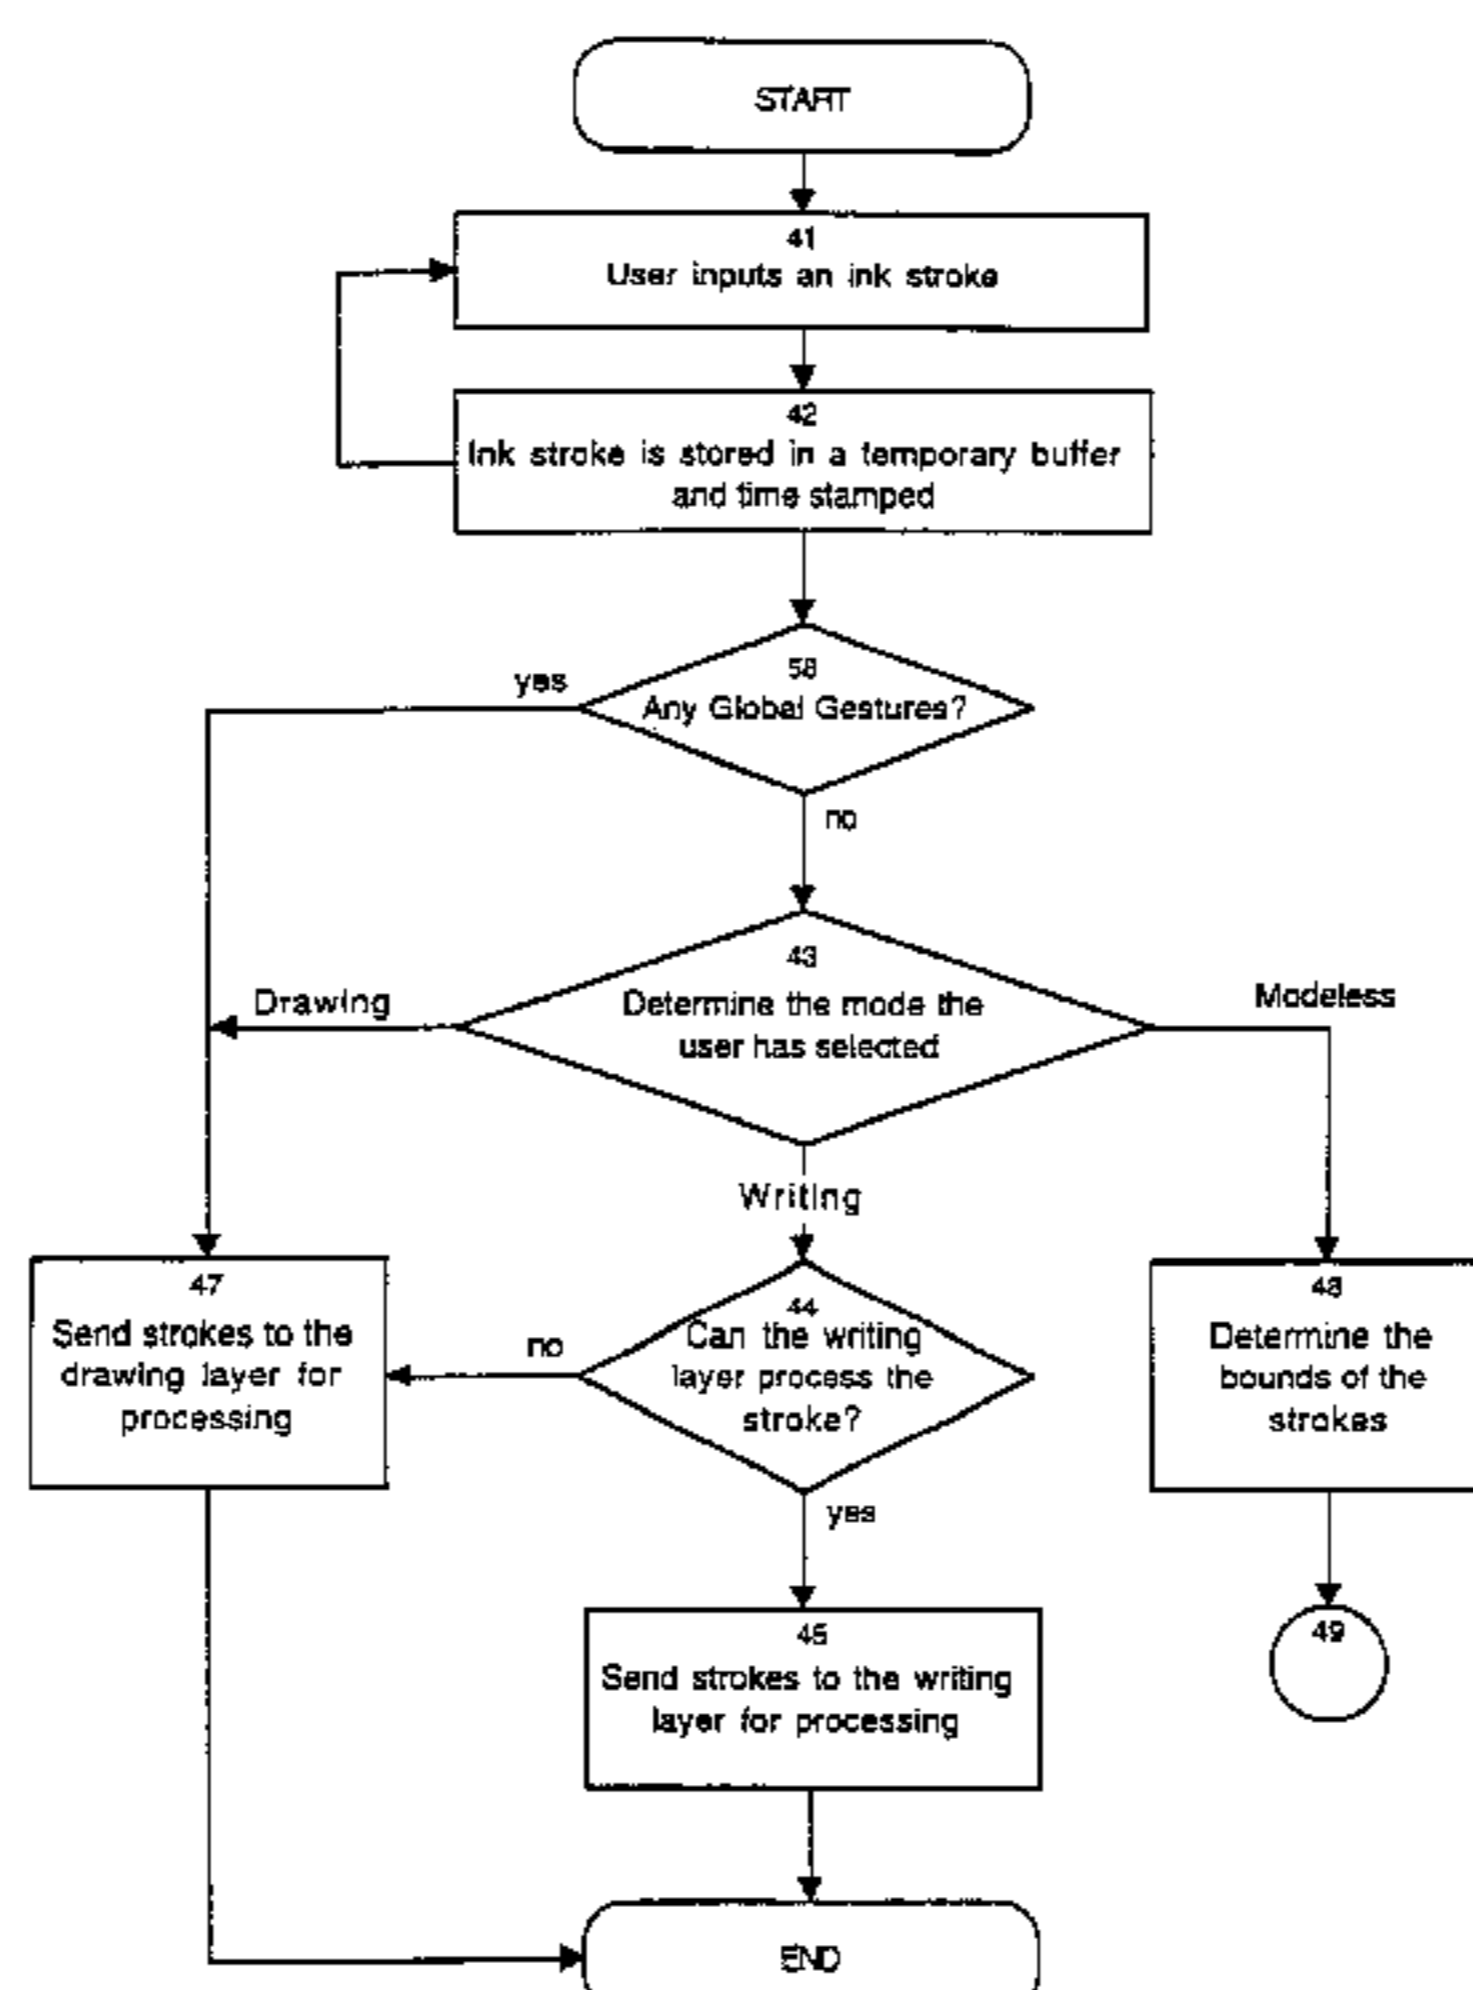 START
41
User inputs an ink stroke
42
Ink stroke is stored in a temporary buffer
and time stamped
58
yes
Any Global Gestures?
no
43
Drawing
Determine the mode the
user has selected
Modeless
Writing
47
Send strokes to the
drawing layer for
processing
no
44
Can the writing
layer process the
stroke?
48
Determine the
bounds of the
strokes
yes
45
Send strokes to the writing
layer for processing
49
END